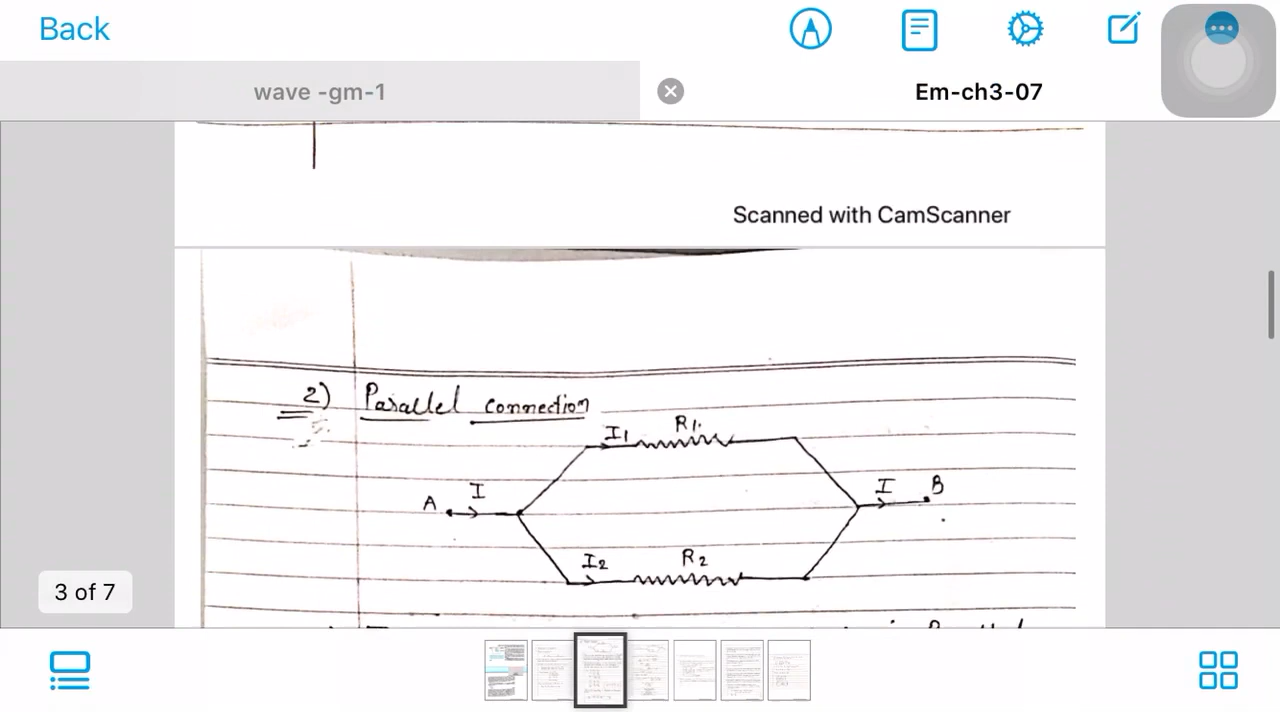 Back
wave -gm-1
Em-ch3-07
Scanned with CamScanner
2) Parallel connection
I1 R1.
A I
I B
I2 R2
3 of 7